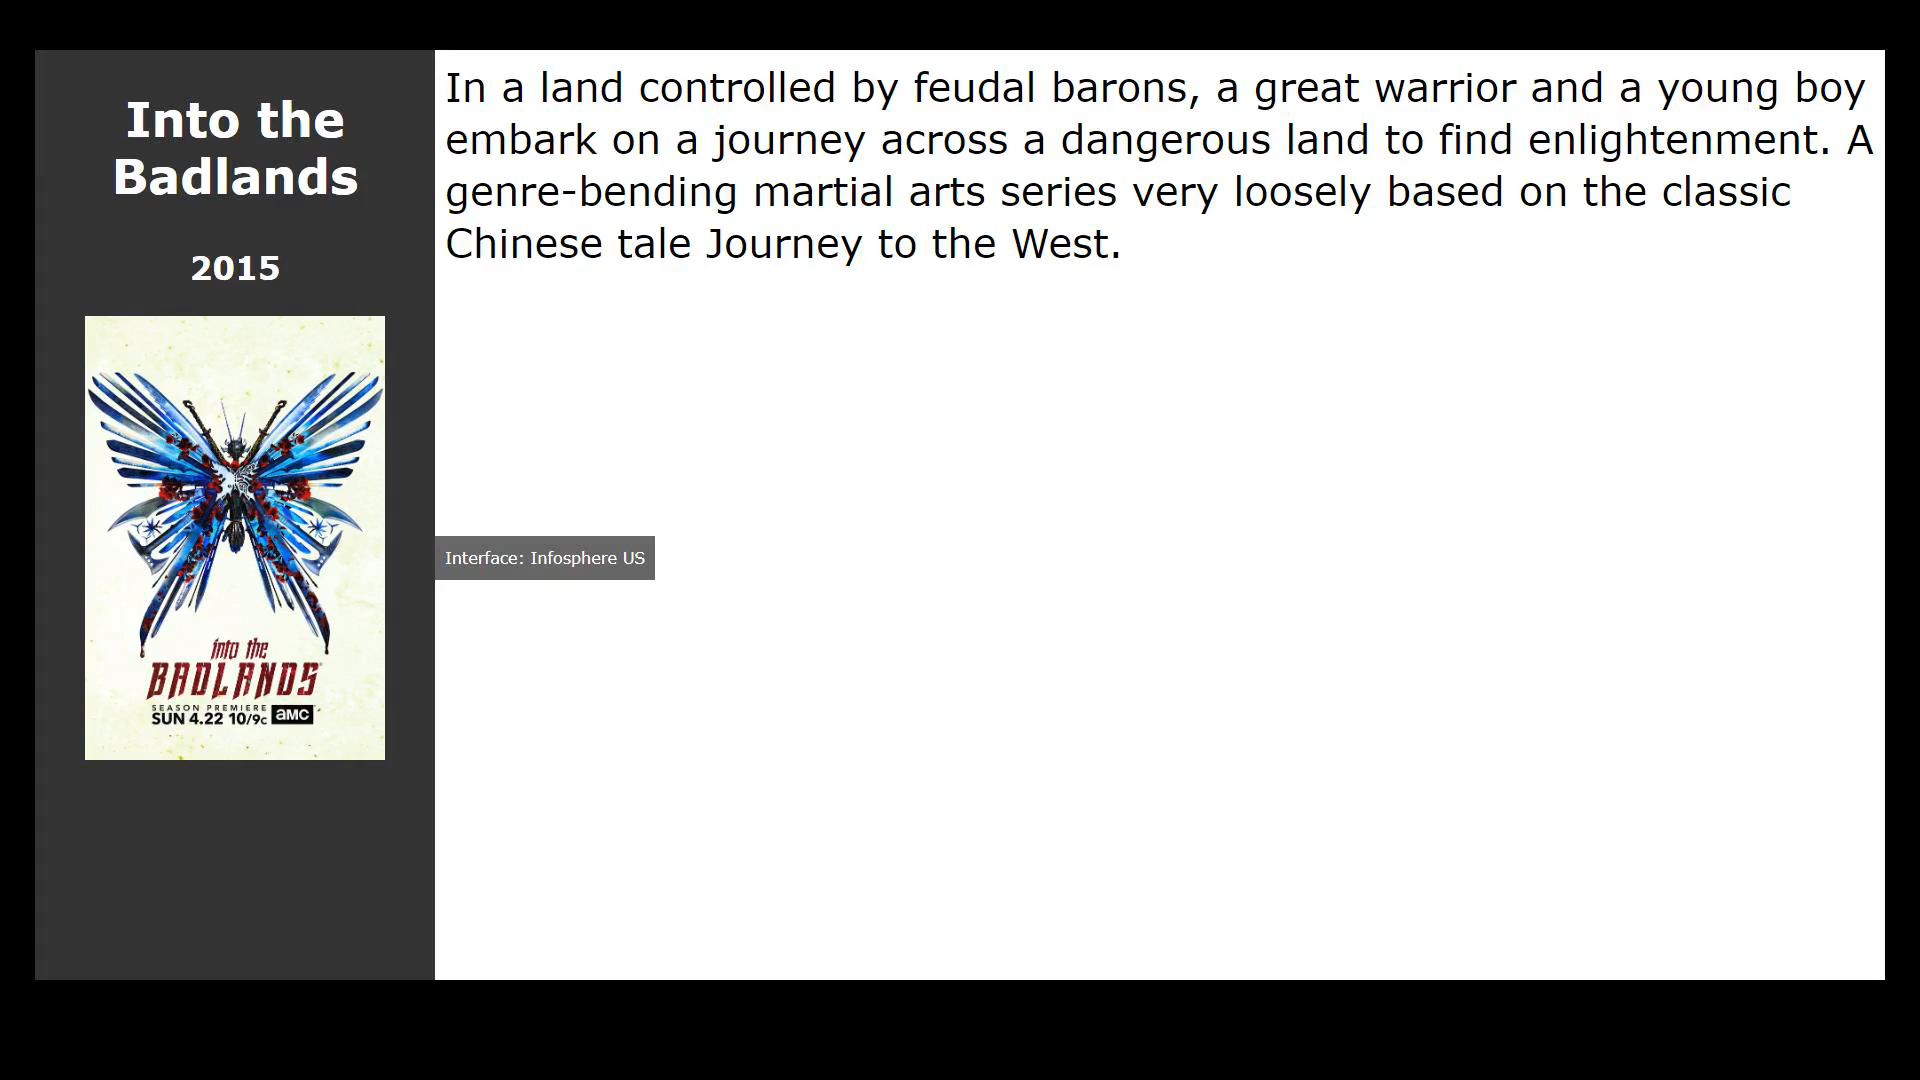 Into the
Badlands
2015
into the
BADLANDS
SEASON PREMIERE
SUN 4.22 10/9c aMC
In a land controlled by feudal barons, a great warrior and a young boy
embark on a journey across a dangerous land to find enlightenment. A
genre-bending martial arts series very loosely based on the classic
Chinese tale Journey to the West.
Interface: Infosphere US